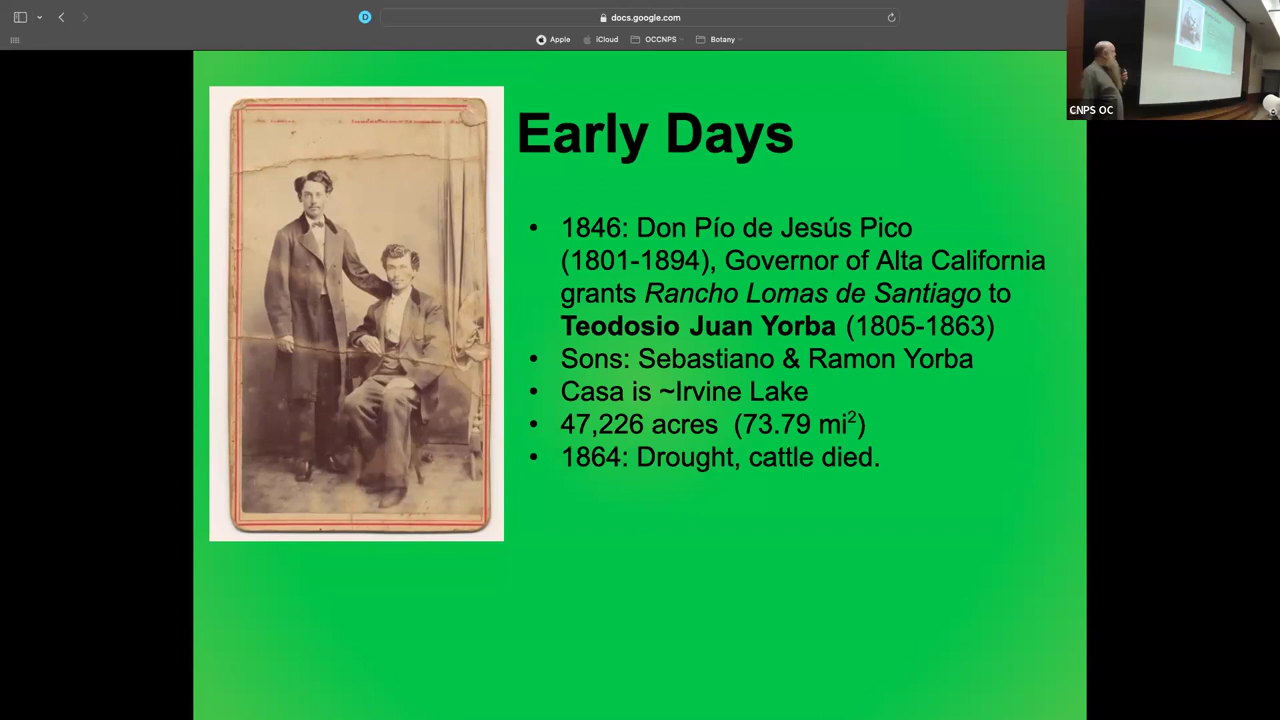 docs.google.com
Apple
iCloud
OCCNPS
Botany
D
CNPS OC
Early Days
• 1846: Don Pío de Jesús Pico
(1801-1894), Governor of Alta California
grants Rancho Lomas de Santiago to
Teodosio Juan Yorba (1805-1863)
• Sons: Sebastiano & Ramon Yorba
• Casa is ~Irvine Lake
• 47,226 acres (73.79 mi²)
• 1864: Drought, cattle died.